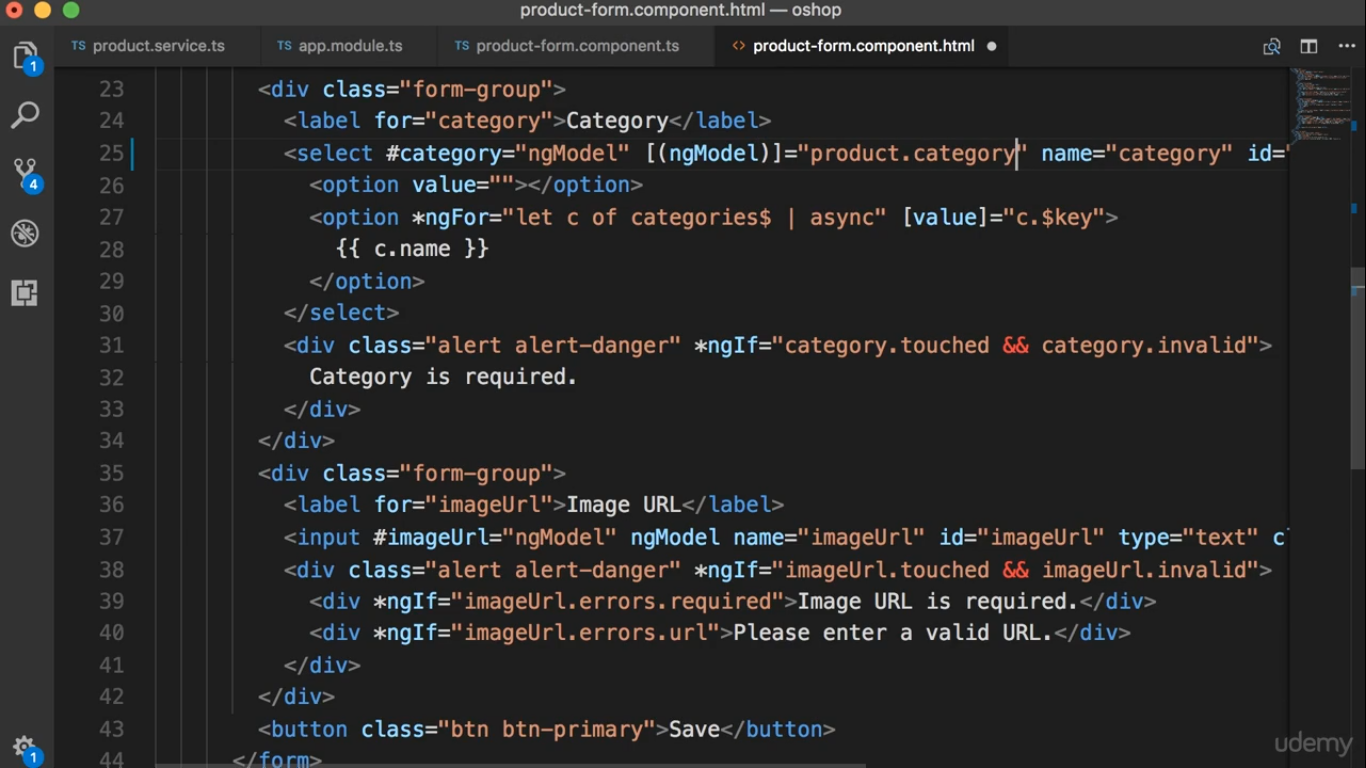 product-form.component.html — oshop
TS product.service.ts TS app.module.ts TS product-form.component.ts <> product-form.component.html
1
4
1
23 <div class="form-group">
24 <label for="category">Category</label>
25 <select #category="ngModel" [(ngModel)]="product.category" name="category" id="
26 <option value=""></option>
27 <option *ngFor="let c of categories$ | async" [value]="c.$key">
28 {{ c.name }}
29 </option>
30 </select>
31 <div class="alert alert-danger" *ngIf="category.touched && category.invalid">
32 Category is required.
33 </div>
34 </div>
35 <div class="form-group">
36 <label for="imageUrl">Image URL</label>
37 <input #imageUrl="ngModel" ngModel name="imageUrl" id="imageUrl" type="text" c
38 <div class="alert alert-danger" *ngIf="imageUrl.touched && imageUrl.invalid">
39 <div *ngIf="imageUrl.errors.required">Image URL is required.</div>
40 <div *ngIf="imageUrl.errors.url">Please enter a valid URL.</div>
41 </div>
42 </div>
43 <button class="btn btn-primary">Save</button>
44 </form>
udemy